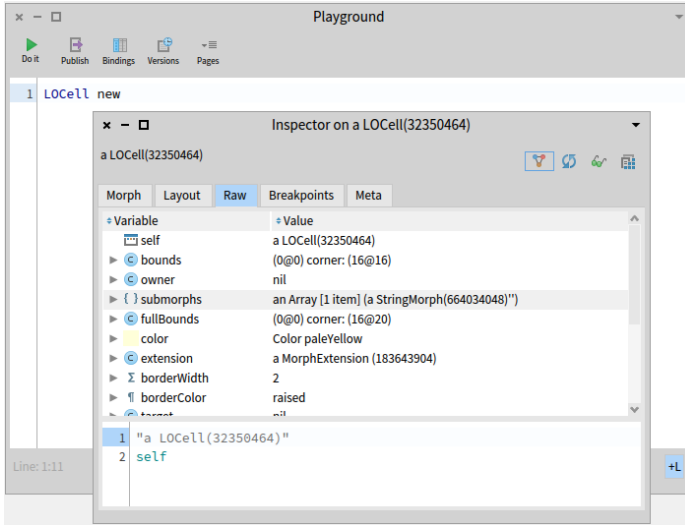 Playground
Do it Publish Bindings Versions Pages
1 LOCell new
Inspector on a LOCell(32350464)
a LOCell(32350464)
Morph Layout Raw Breakpoints Meta
Variable Value
self a LOCell(32350464)
bounds (0@0) corner: (16@16)
owner nil
{ } submorphs an Array [1 item] (a StringMorph(664034048)'')
fullBounds (0@0) corner: (16@20)
color Color paleYellow
extension a MorphExtension (183643904)
Σ borderWidth 2
¶ borderColor raised
target nil
1 "a LOCell(32350464)"
2 self
Line: 1:11 +L